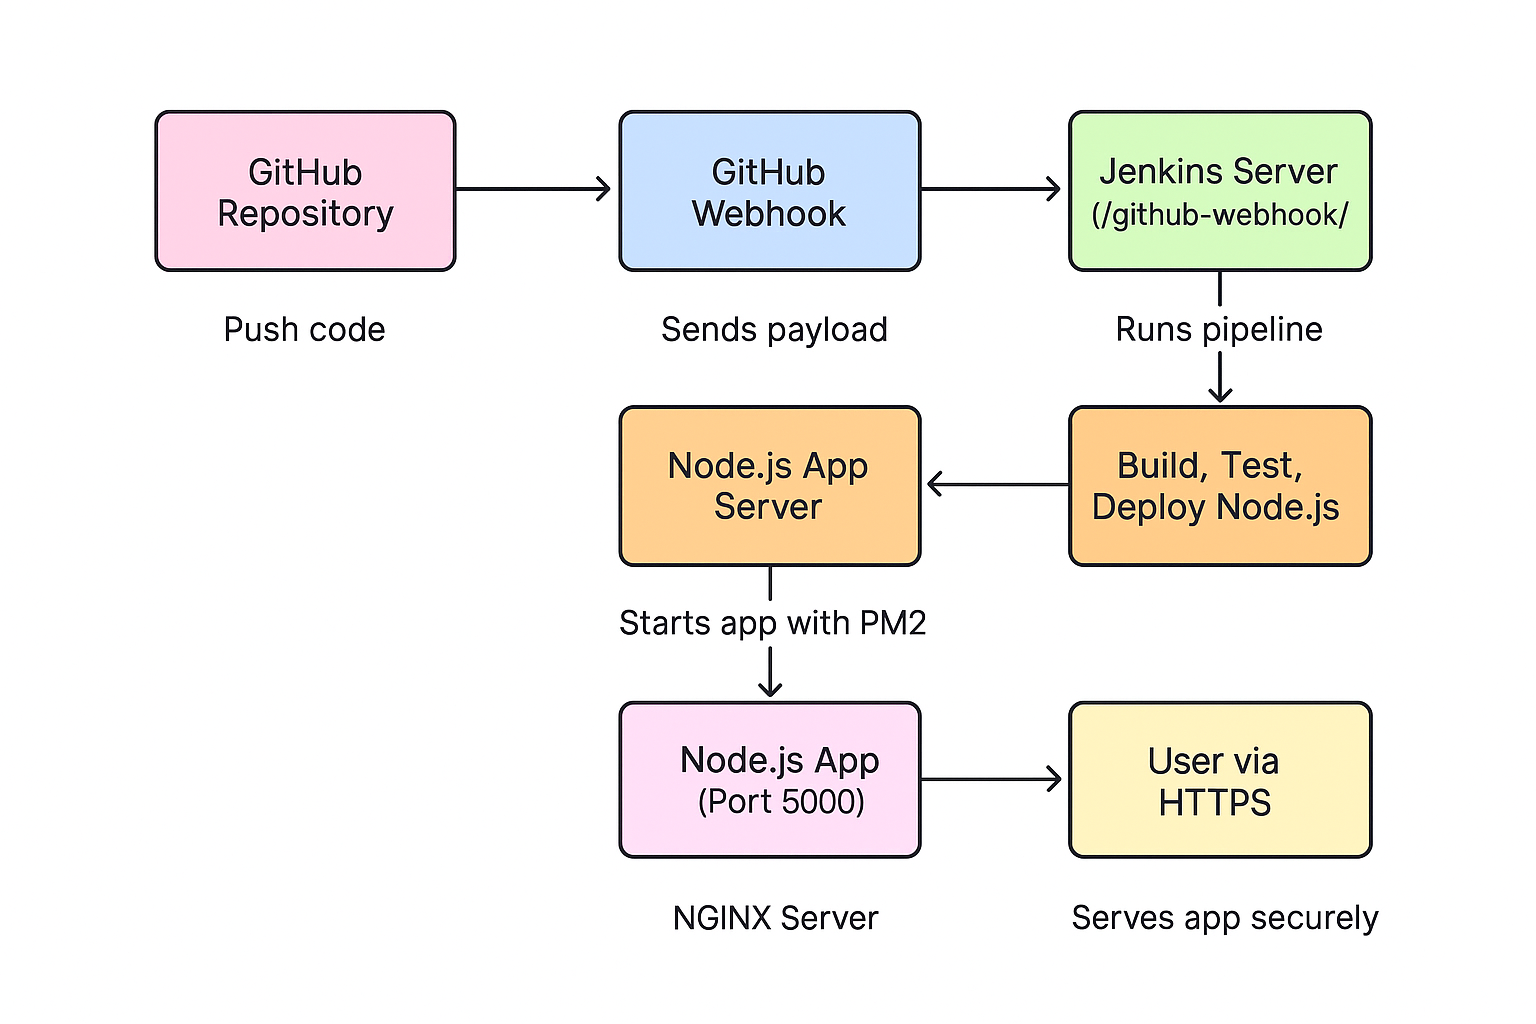 GitHub
Repository
GitHub
Webhook
Jenkins Server
(/github-webhook/
Push code
Sends payload
Runs pipeline
Node.js App
Server
Build, Test,
Deploy Node.js
Starts app with PM2
Node.js App
(Port 5000)
User via
HTTPS
NGINX Server
Serves app securely